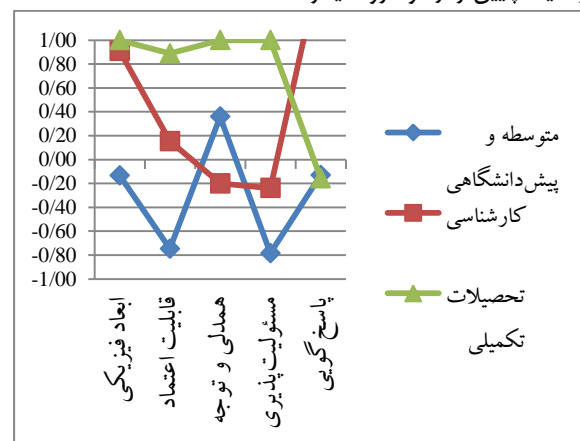 1/00
0/80
0/60
0/40
0/20
0/00
-0/20
-0/40
-0/60
-0/80
-1/00
ابعاد فیزیکی
قابلیت اعتماد
همدلی و توجه
مسئولیت‌پذیری
پاسخ گویی
متوسطه و
پیش‌دانشگاهی
کارشناسی
تحصیلات
تکمیلی